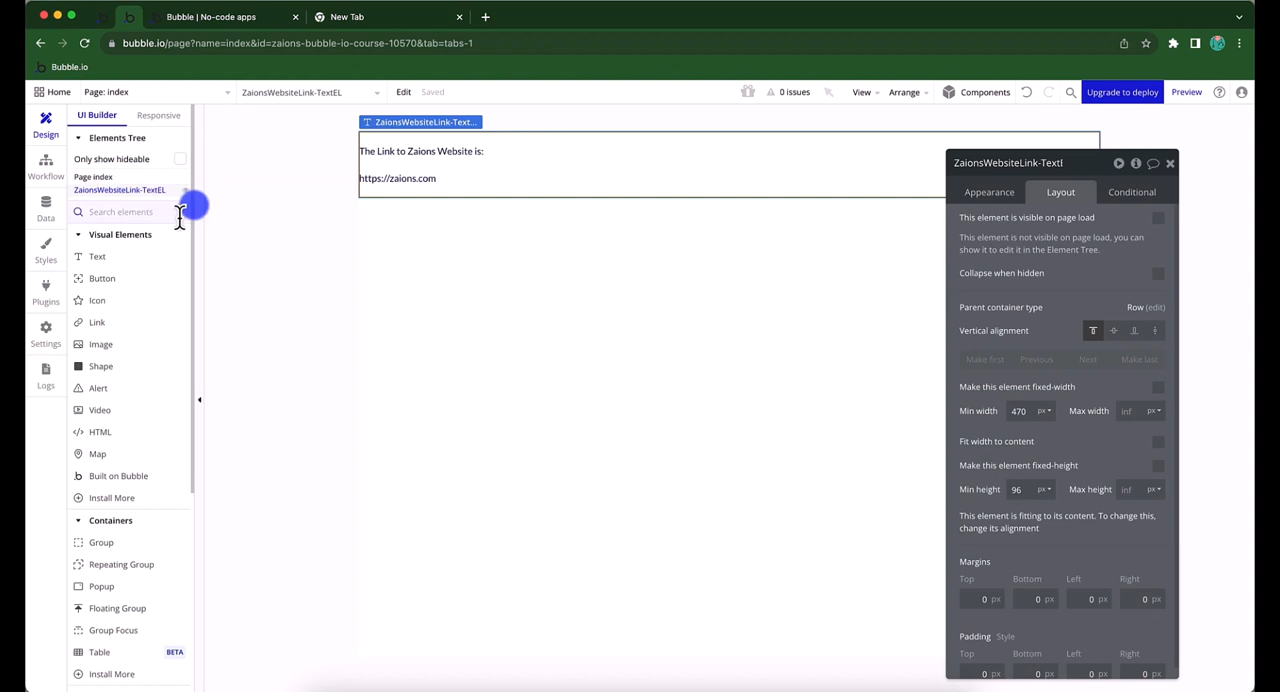 Bubble | No-code apps
New Tab
bubble.io/page?name=index&id=zaions-bubble-io-course-10570&tab=tabs-1
Bubble.io
Home
Page: index
ZaionsWebsiteLink-TextEL
Edit
Saved
0 issues
View
Arrange
Components
Upgrade to deploy
Preview
Design
Workflow
Data
Styles
Plugins
Settings
Logs
UI Builder
Responsive
Elements Tree
Only show hideable
Page index
ZaionsWebsiteLink-TextEL
Search elements
Visual Elements
Text
Button
Icon
Link
Image
Shape
Alert
Video
HTML
Map
Built on Bubble
Install More
Containers
Group
Repeating Group
Popup
Floating Group
Group Focus
Table BETA
Install More
ZaionsWebsiteLink-Text...
The Link to Zaions Website is:
https://zaions.com
ZaionsWebsiteLink-TextI
Appearance
Layout
Conditional
This element is visible on page load
This element is not visible on page load, you can
show it to edit it in the Element Tree.
Collapse when hidden
Parent container type Row (edit)
Vertical alignment
Make first Previous Next Make last
Make this element fixed-width
Min width 470 px Max width inf px
Fit width to content
Make this element fixed-height
Min height 96 px Max height inf px
This element is fitting to its content. To change this,
change its alignment
Margins
Top Bottom Left Right
0 px 0 px 0 px 0 px
Padding Style
Top Bottom Left Right
0 px 0 px 0 px 0 px